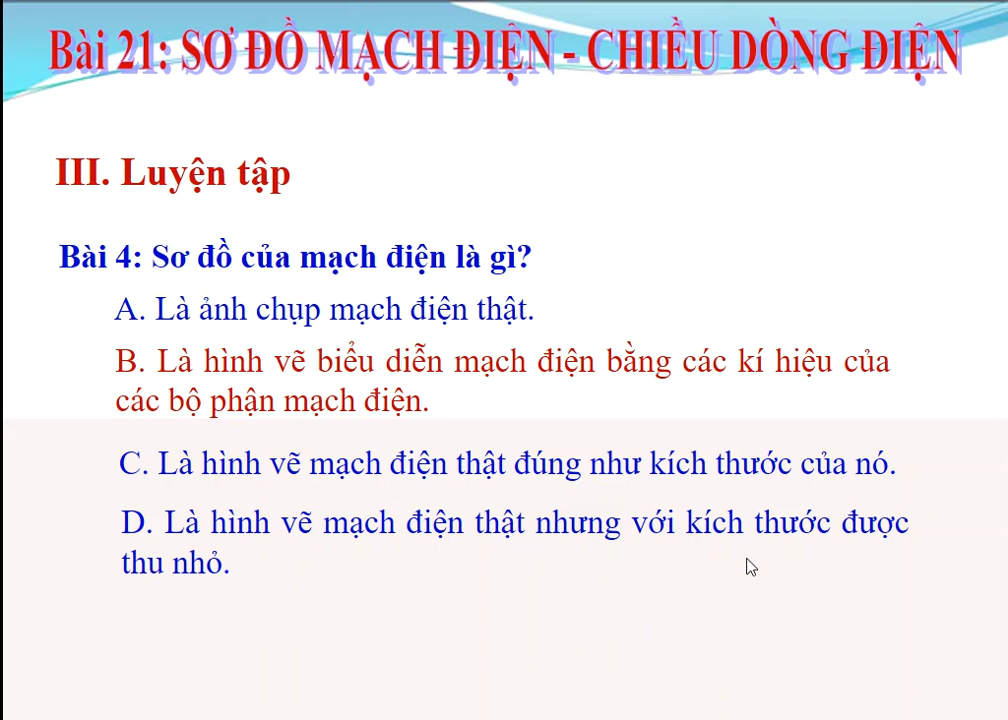 Bài 21: SƠ ĐỒ MẠCH ĐIỆN - CHIỀU DÒNG ĐIỆN
III. Luyện tập
Bài 4: Sơ đồ của mạch điện là gì?
A. Là ảnh chụp mạch điện thật.
B. Là hình vẽ biểu diễn mạch điện bằng các kí hiệu của
các bộ phận mạch điện.
C. Là hình vẽ mạch điện thật đúng như kích thước của nó.
D. Là hình vẽ mạch điện thật nhưng với kích thước được
thu nhỏ.